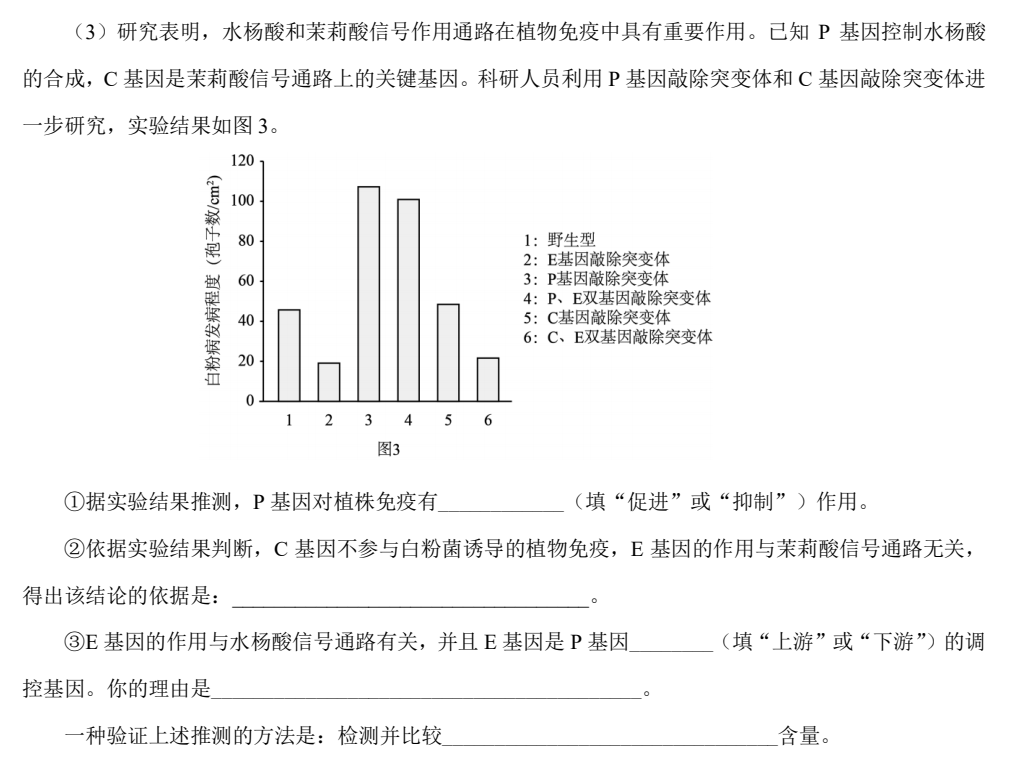 （3）研究表明，水杨酸和茉莉酸信号作用通路在植物免疫中具有重要作用。已知 P 基因控制水杨酸
的合成，C 基因是茉莉酸信号通路上的关键基因。科研人员利用 P 基因敲除突变体和 C 基因敲除突变体进
一步研究，实验结果如图 3。
白粉病发病程度（孢子数/cm²）
120
100
80
60
40
20
0
1 2 3 4 5 6
图3
1：野生型
2：E基因敲除突变体
3：P基因敲除突变体
4：P、E双基因敲除突变体
5：C基因敲除突变体
6：C、E双基因敲除突变体
①据实验结果推测，P 基因对植株免疫有____________（填“促进”或“抑制”）作用。
②依据实验结果判断，C 基因不参与白粉菌诱导的植物免疫，E 基因的作用与茉莉酸信号通路无关，
得出该结论的依据是：__________________________________。
③E 基因的作用与水杨酸信号通路有关，并且 E 基因是 P 基因________（填“上游”或“下游”）的调
控基因。你的理由是_________________________________________。
一种验证上述推测的方法是：检测并比较________________________________含量。